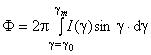 Φ = 2π ∫_{γ=γ₀}^{γₘ} I(γ) sin γ · dγ